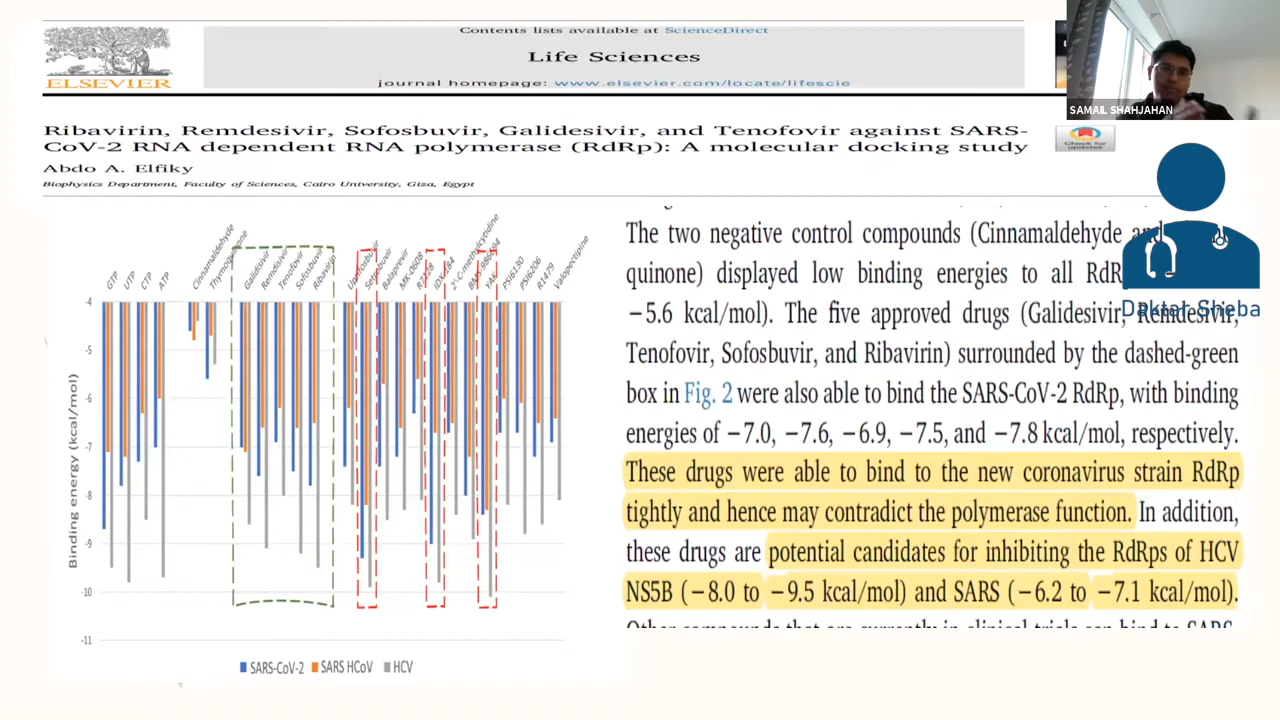 Contents lists available at ScienceDirect
Life Sciences
journal homepage: www.elsevier.com/locate/lifescie
ELSEVIER
SAMAIL SHAHJAHAN
Ribavirin, Remdesivir, Sofosbuvir, Galidesivir, and Tenofovir against SARS-
CoV-2 RNA dependent RNA polymerase (RdRp): A molecular docking study
Check for
updates
Abdo A. Elfiky
Biophysics Department, Faculty of Sciences, Cairo University, Giza, Egypt
GTP
UTP
CTP
ATP
Cinnamaldehyde
Thymoquinone
Galidisivir
Remdisivir
Tenofovir
Sofosbuvir
Ribavirin
Setrobuvir
Balaprevir
2'-C-methylcytidine
YAK
PSI6130
PSI6206
R1479
Valopectipine
-4
-5
-6
-7
-8
-9
-10
-11
Binding energy (kcal/mol)
SARS-CoV-2 SARS HCoV HCV
The two negative control compounds (Cinnamaldehyde
quinone) displayed low binding energies to all
−5.6 kcal/mol). The five approved drugs (Galidesivir, Remdesivir,
Tenofovir, Sofosbuvir, and Ribavirin) surrounded by the dashed-green
box in Fig. 2 were also able to bind the SARS-CoV-2 RdRp, with binding
energies of −7.0, −7.6, −6.9, −7.5, and −7.8 kcal/mol, respectively.
These drugs were able to bind to the new coronavirus strain RdRp
tightly and hence may contradict the polymerase function. In addition,
these drugs are potential candidates for inhibiting the RdRps of HCV
NS5B (−8.0 to −9.5 kcal/mol) and SARS (−6.2 to −7.1 kcal/mol).
Daktar Sheba